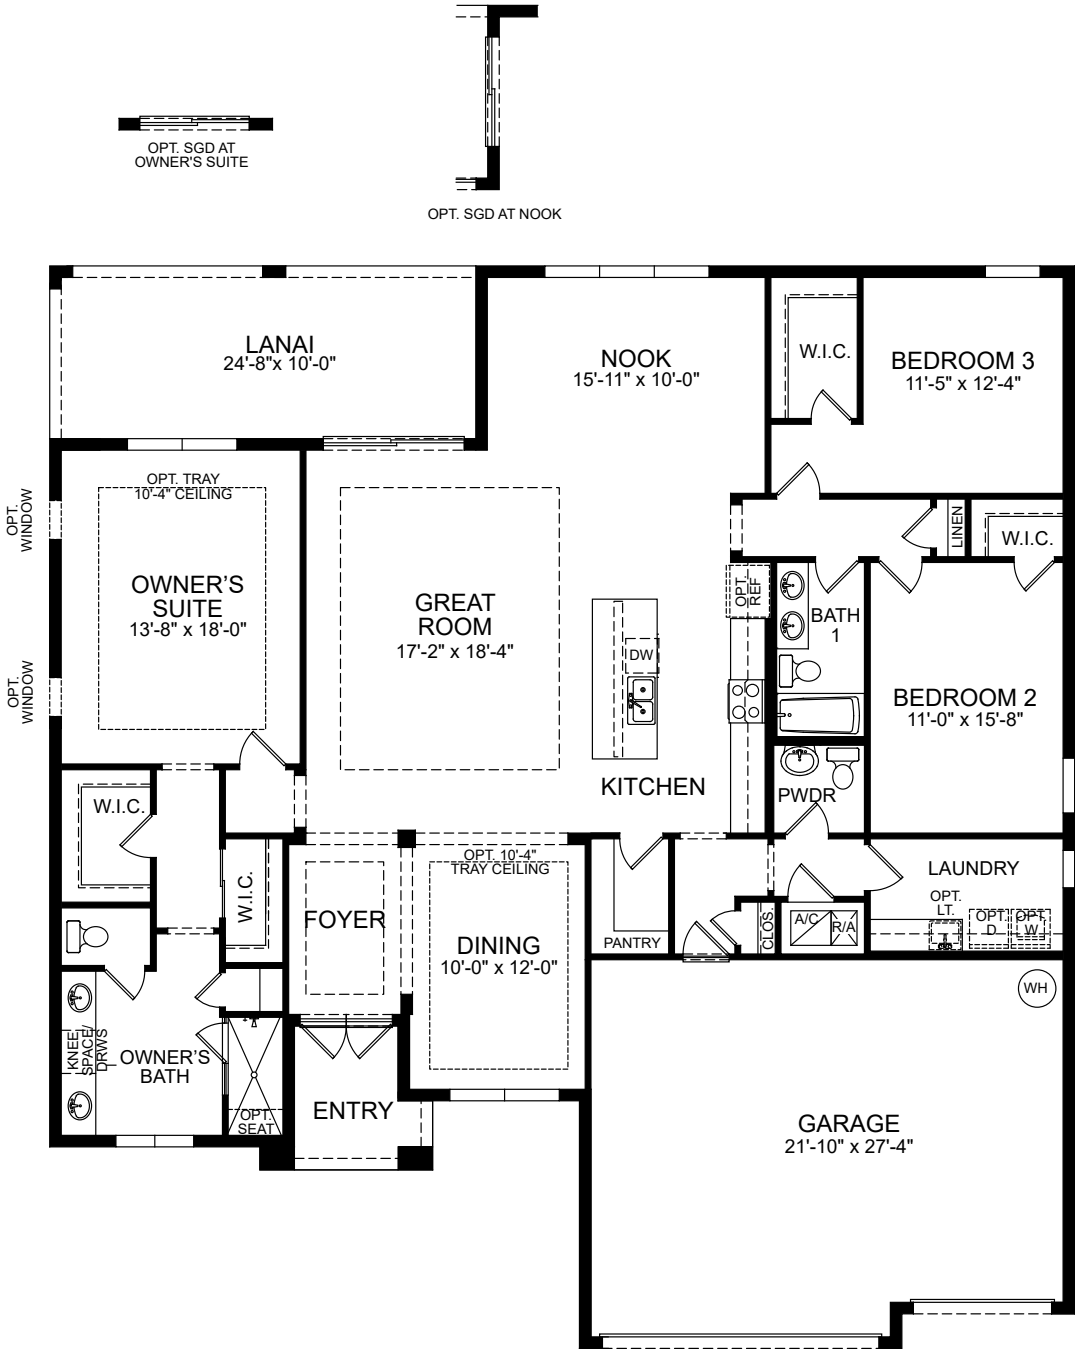 OPT. SGD AT
OWNER'S SUITE
OPT. SGD AT NOOK
LANAI
24'-8"x 10'-0"
NOOK
15'-11" x 10'-0"
W.I.C.
BEDROOM 3
11'-5" x 12'-4"
OPT. TRAY
10'-4" CEILING
OPT.
WINDOW
OWNER'S
SUITE
13'-8" x 18'-0"
OPT.
WINDOW
GREAT
ROOM
17'-2" x 18'-4"
LINEN
W.I.C.
OPT.
REF
BATH
1
DW
BEDROOM 2
11'-0" x 15'-8"
KITCHEN
PWDR
W.I.C.
W.I.C.
OPT. 10'-4"
TRAY CEILING
FOYER
DINING
10'-0" x 12'-0"
PANTRY
CLOS.
A/C
R/A
LAUNDRY
OPT.
LT.
OPT.
D
OPT.
W
WH
KNEE
SPACE/
DRWS
OWNER'S
BATH
OPT.
SEAT
ENTRY
GARAGE
21'-10" x 27'-4"